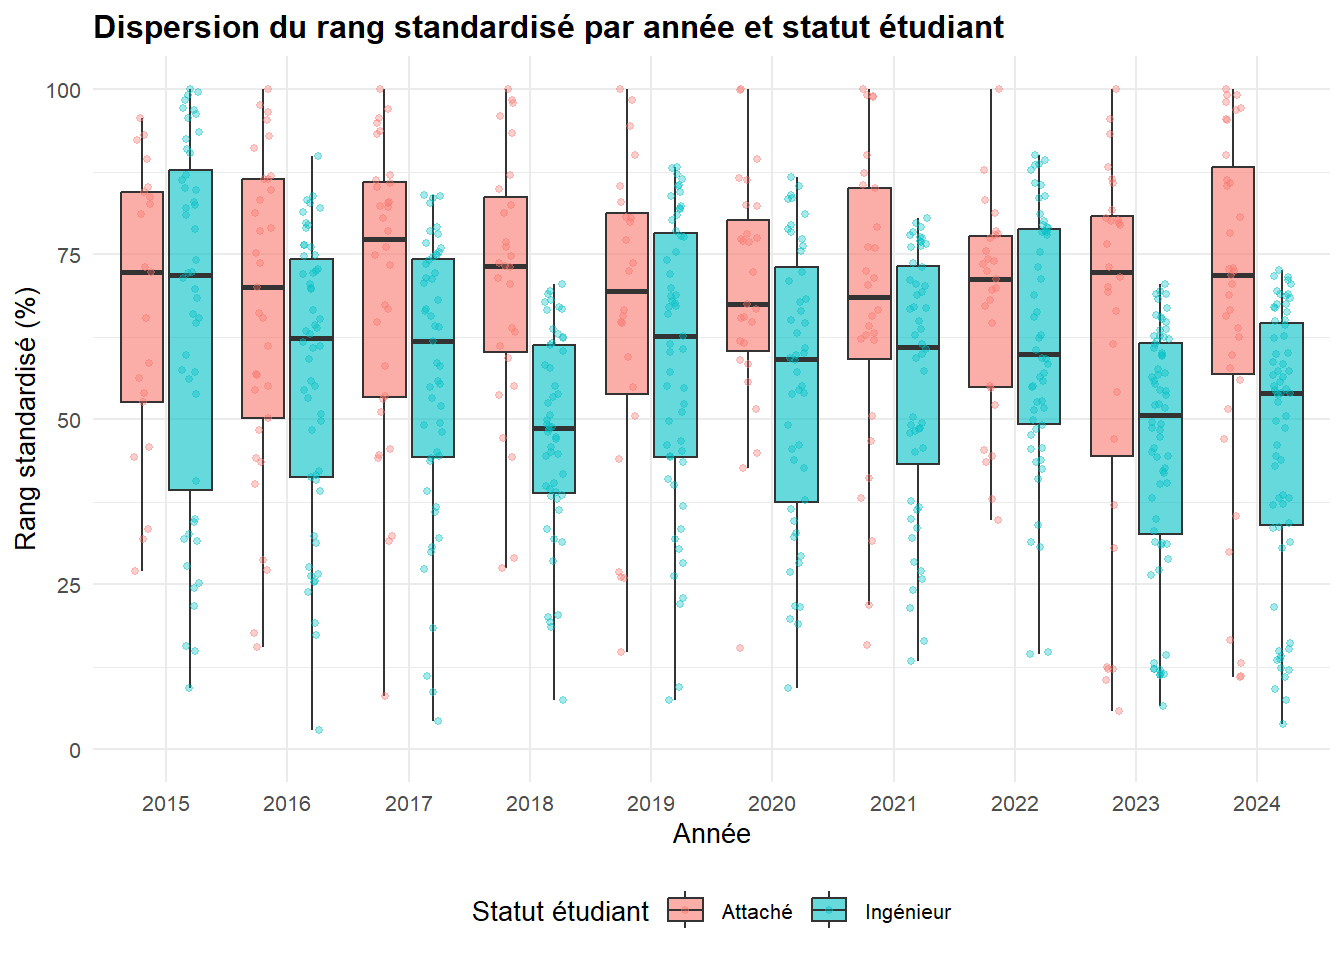 Dispersion du rang standardisé par année et statut étudiant
Rang standardisé (%)
100
75
50
25
0
2015 2016 2017 2018 2019 2020 2021 2022 2023 2024
Année
Statut étudiant Attaché Ingénieur